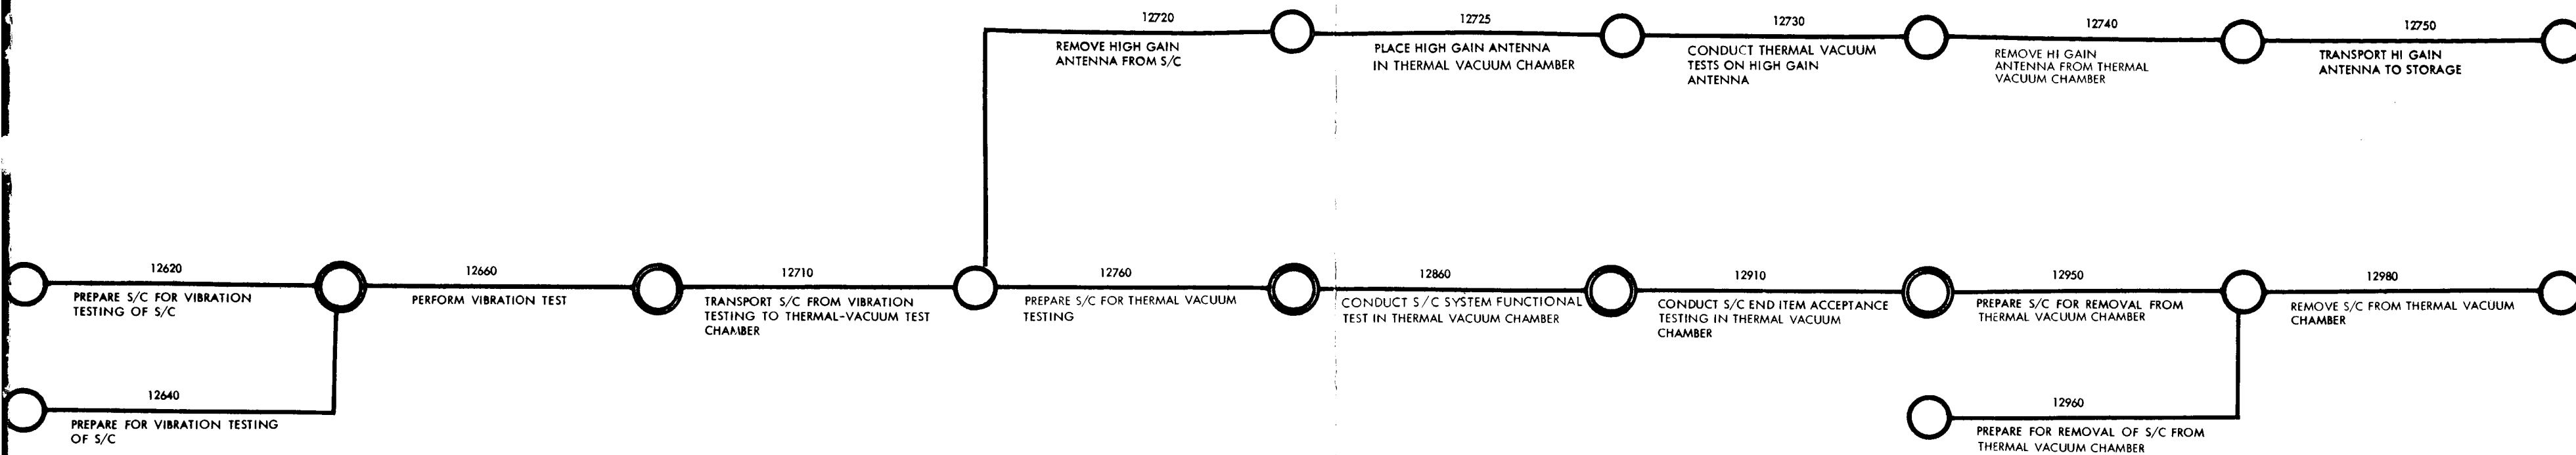 12720
REMOVE HIGH GAIN
ANTENNA FROM S/C
12725
PLACE HIGH GAIN ANTENNA
IN THERMAL VACUUM CHAMBER
12730
CONDUCT THERMAL VACUUM
TESTS ON HIGH GAIN
ANTENNA
12740
REMOVE HI GAIN
ANTENNA FROM THERMAL
VACUUM CHAMBER
12750
TRANSPORT HI GAIN
ANTENNA TO STORAGE
12620
PREPARE S/C FOR VIBRATION
TESTING OF S/C
12660
PERFORM VIBRATION TEST
12710
TRANSPORT S/C FROM VIBRATION
TESTING TO THERMAL-VACUUM TEST
CHAMBER
12760
PREPARE S/C FOR THERMAL VACUUM
TESTING
12860
CONDUCT S/C SYSTEM FUNCTIONAL
TEST IN THERMAL VACUUM CHAMBER
12910
CONDUCT S/C END ITEM ACCEPTANCE
TESTING IN THERMAL VACUUM
CHAMBER
12950
PREPARE S/C FOR REMOVAL FROM
THERMAL VACUUM CHAMBER
12980
REMOVE S/C FROM THERMAL VACUUM
CHAMBER
12640
PREPARE FOR VIBRATION TESTING
OF S/C
12960
PREPARE FOR REMOVAL OF S/C FROM
THERMAL VACUUM CHAMBER